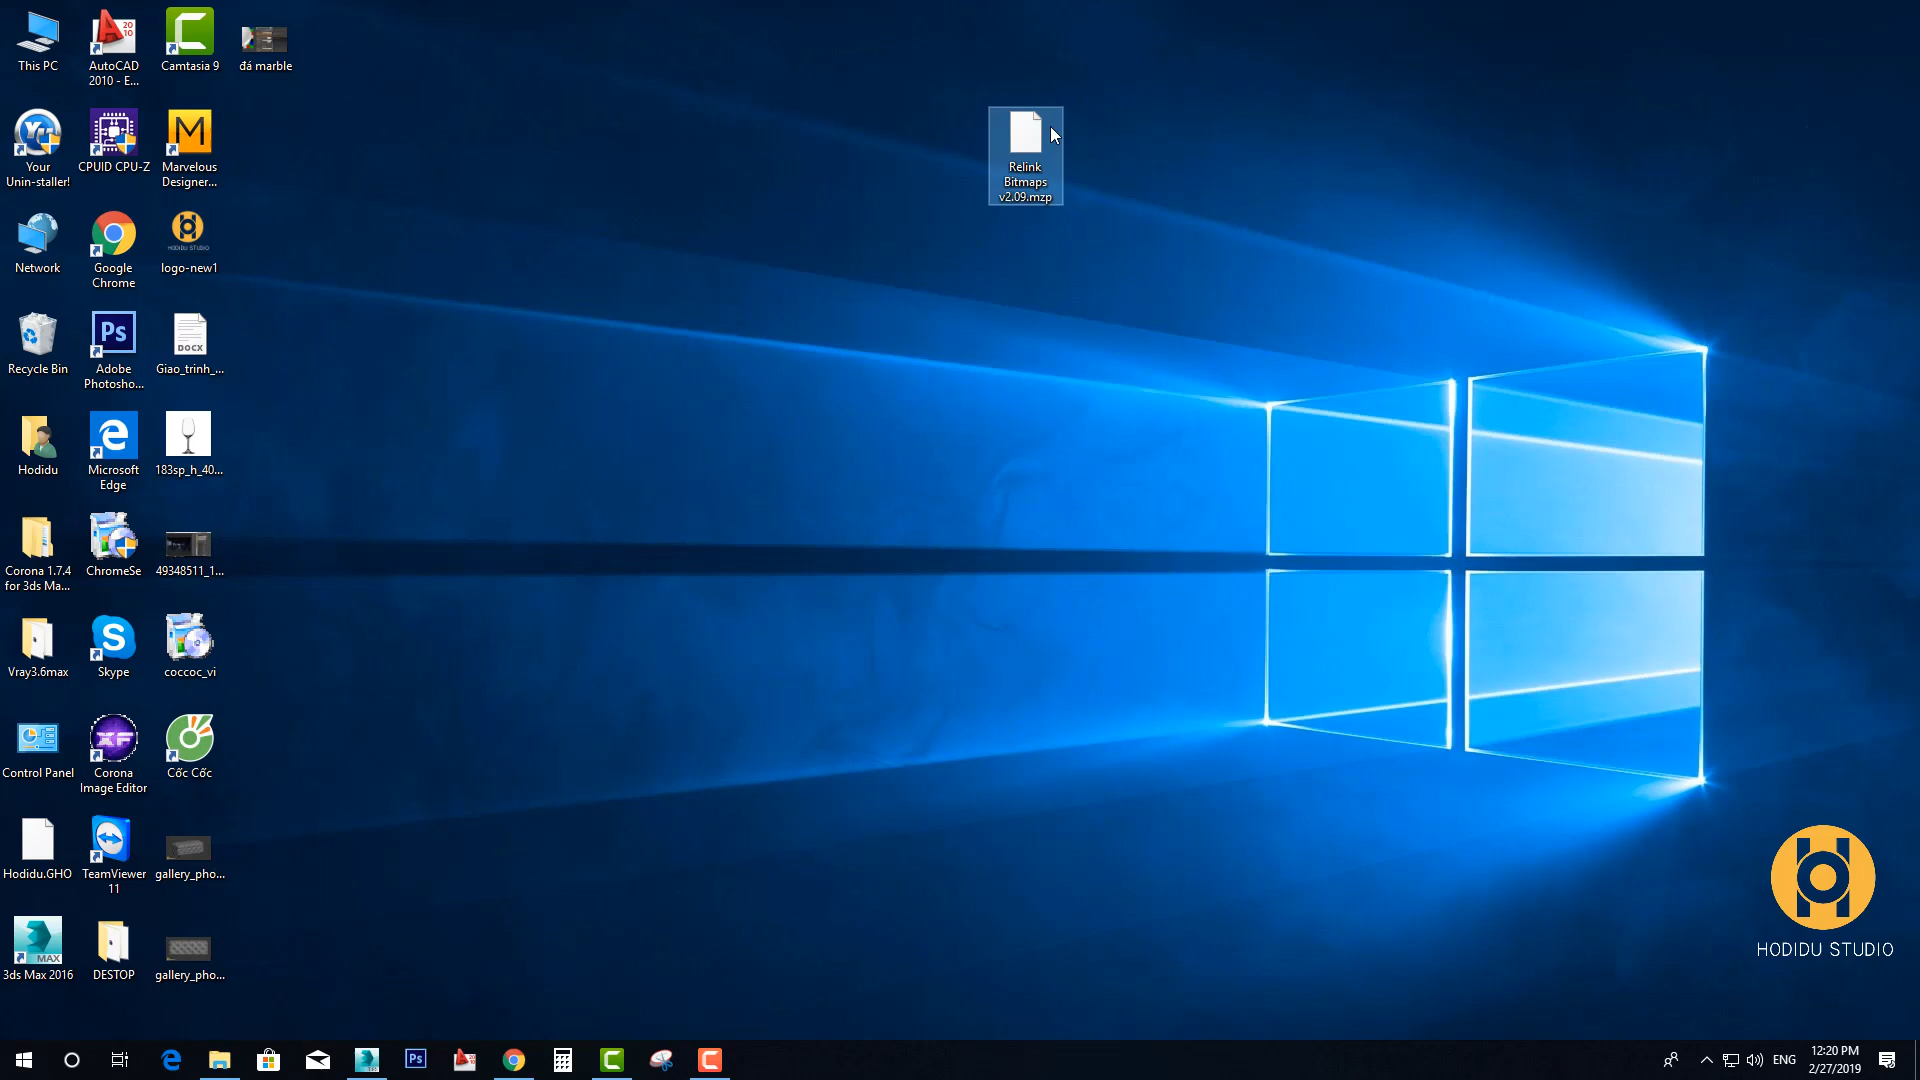 This PC
AutoCAD
2010 - E...
Camtasia 9
đá marble
Your
Unin-staller!
CPUID CPU-Z
Marvelous
Designer...
Relink
Bitmaps
v2.09.mzp
Network
Google
Chrome
logo-new1
Recycle Bin
Adobe
Photosho...
Giao_trinh_...
Hodidu
Microsoft
Edge
183sp_h_40...
Corona 1.7.4
for 3ds Ma...
ChromeSe
49348511_1...
Vray3.6max
Skype
coccoc_vi
Control Panel
Corona
Image Editor
Cốc Cốc
Hodidu.GHO
TeamViewer
11
gallery_pho...
3ds Max 2016
DESTOP
gallery_pho...
HODIDU STUDIO
ENG
12:20 PM
2/27/2019